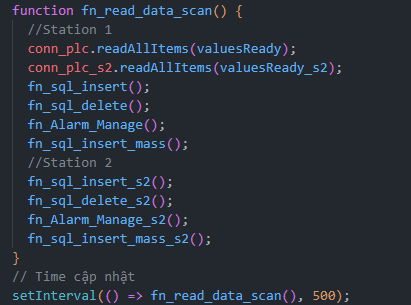 function fn_read_data_scan() {
//Station 1
conn_plc.readAllItems(valuesReady);
conn_plc_s2.readAllItems(valuesReady_s2);
fn_sql_insert();
fn_sql_delete();
fn_Alarm_Manage();
fn_sql_insert_mass();
//Station 2
fn_sql_insert_s2();
fn_sql_delete_s2();
fn_Alarm_Manage_s2();
fn_sql_insert_mass_s2();
}
// Time cập nhật
setInterval(() => fn_read_data_scan(), 500);